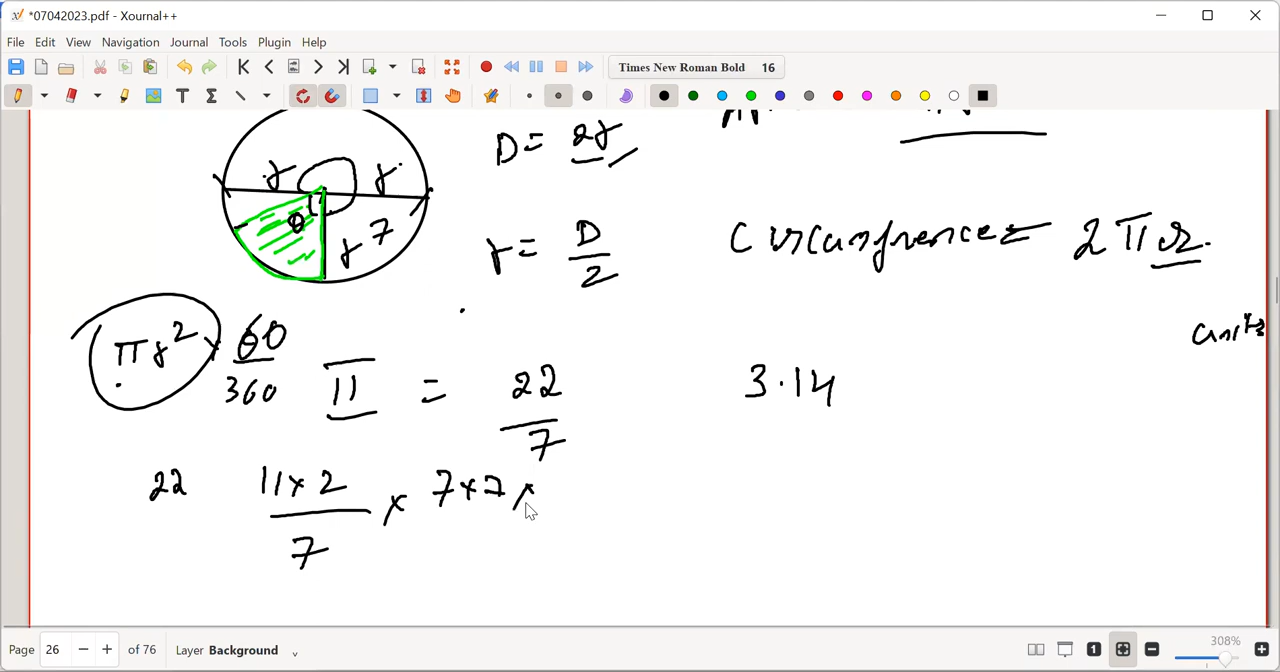 *07042023.pdf - Xournal++
File Edit View Navigation Journal Tools Plugin Help
Times New Roman Bold 16
D = 2r
r r
θ r 7
r = D/2
Circumfrence = 2πr.
πr² × 60/360
π = 22/7
3.14
units
22 11×2/7 × 7×7×
Page 26 of 76 Layer Background 308%